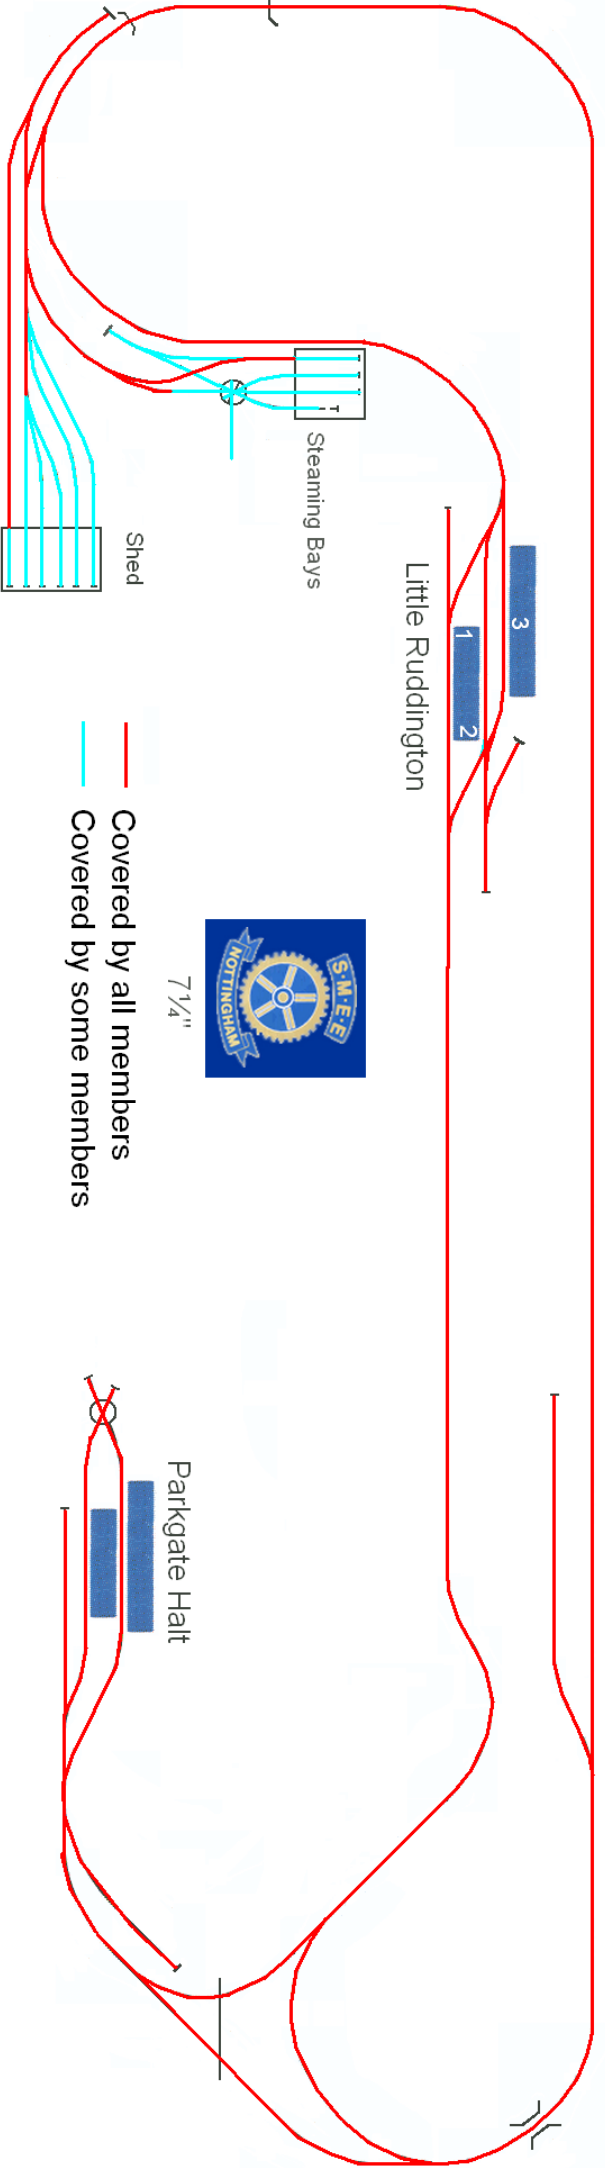 Steaming Bays
Shed
Little Ruddington
3
1
2
S·M·E·E
NOTTINGHAM
7¼"
Covered by all members
Covered by some members
Parkgate Halt